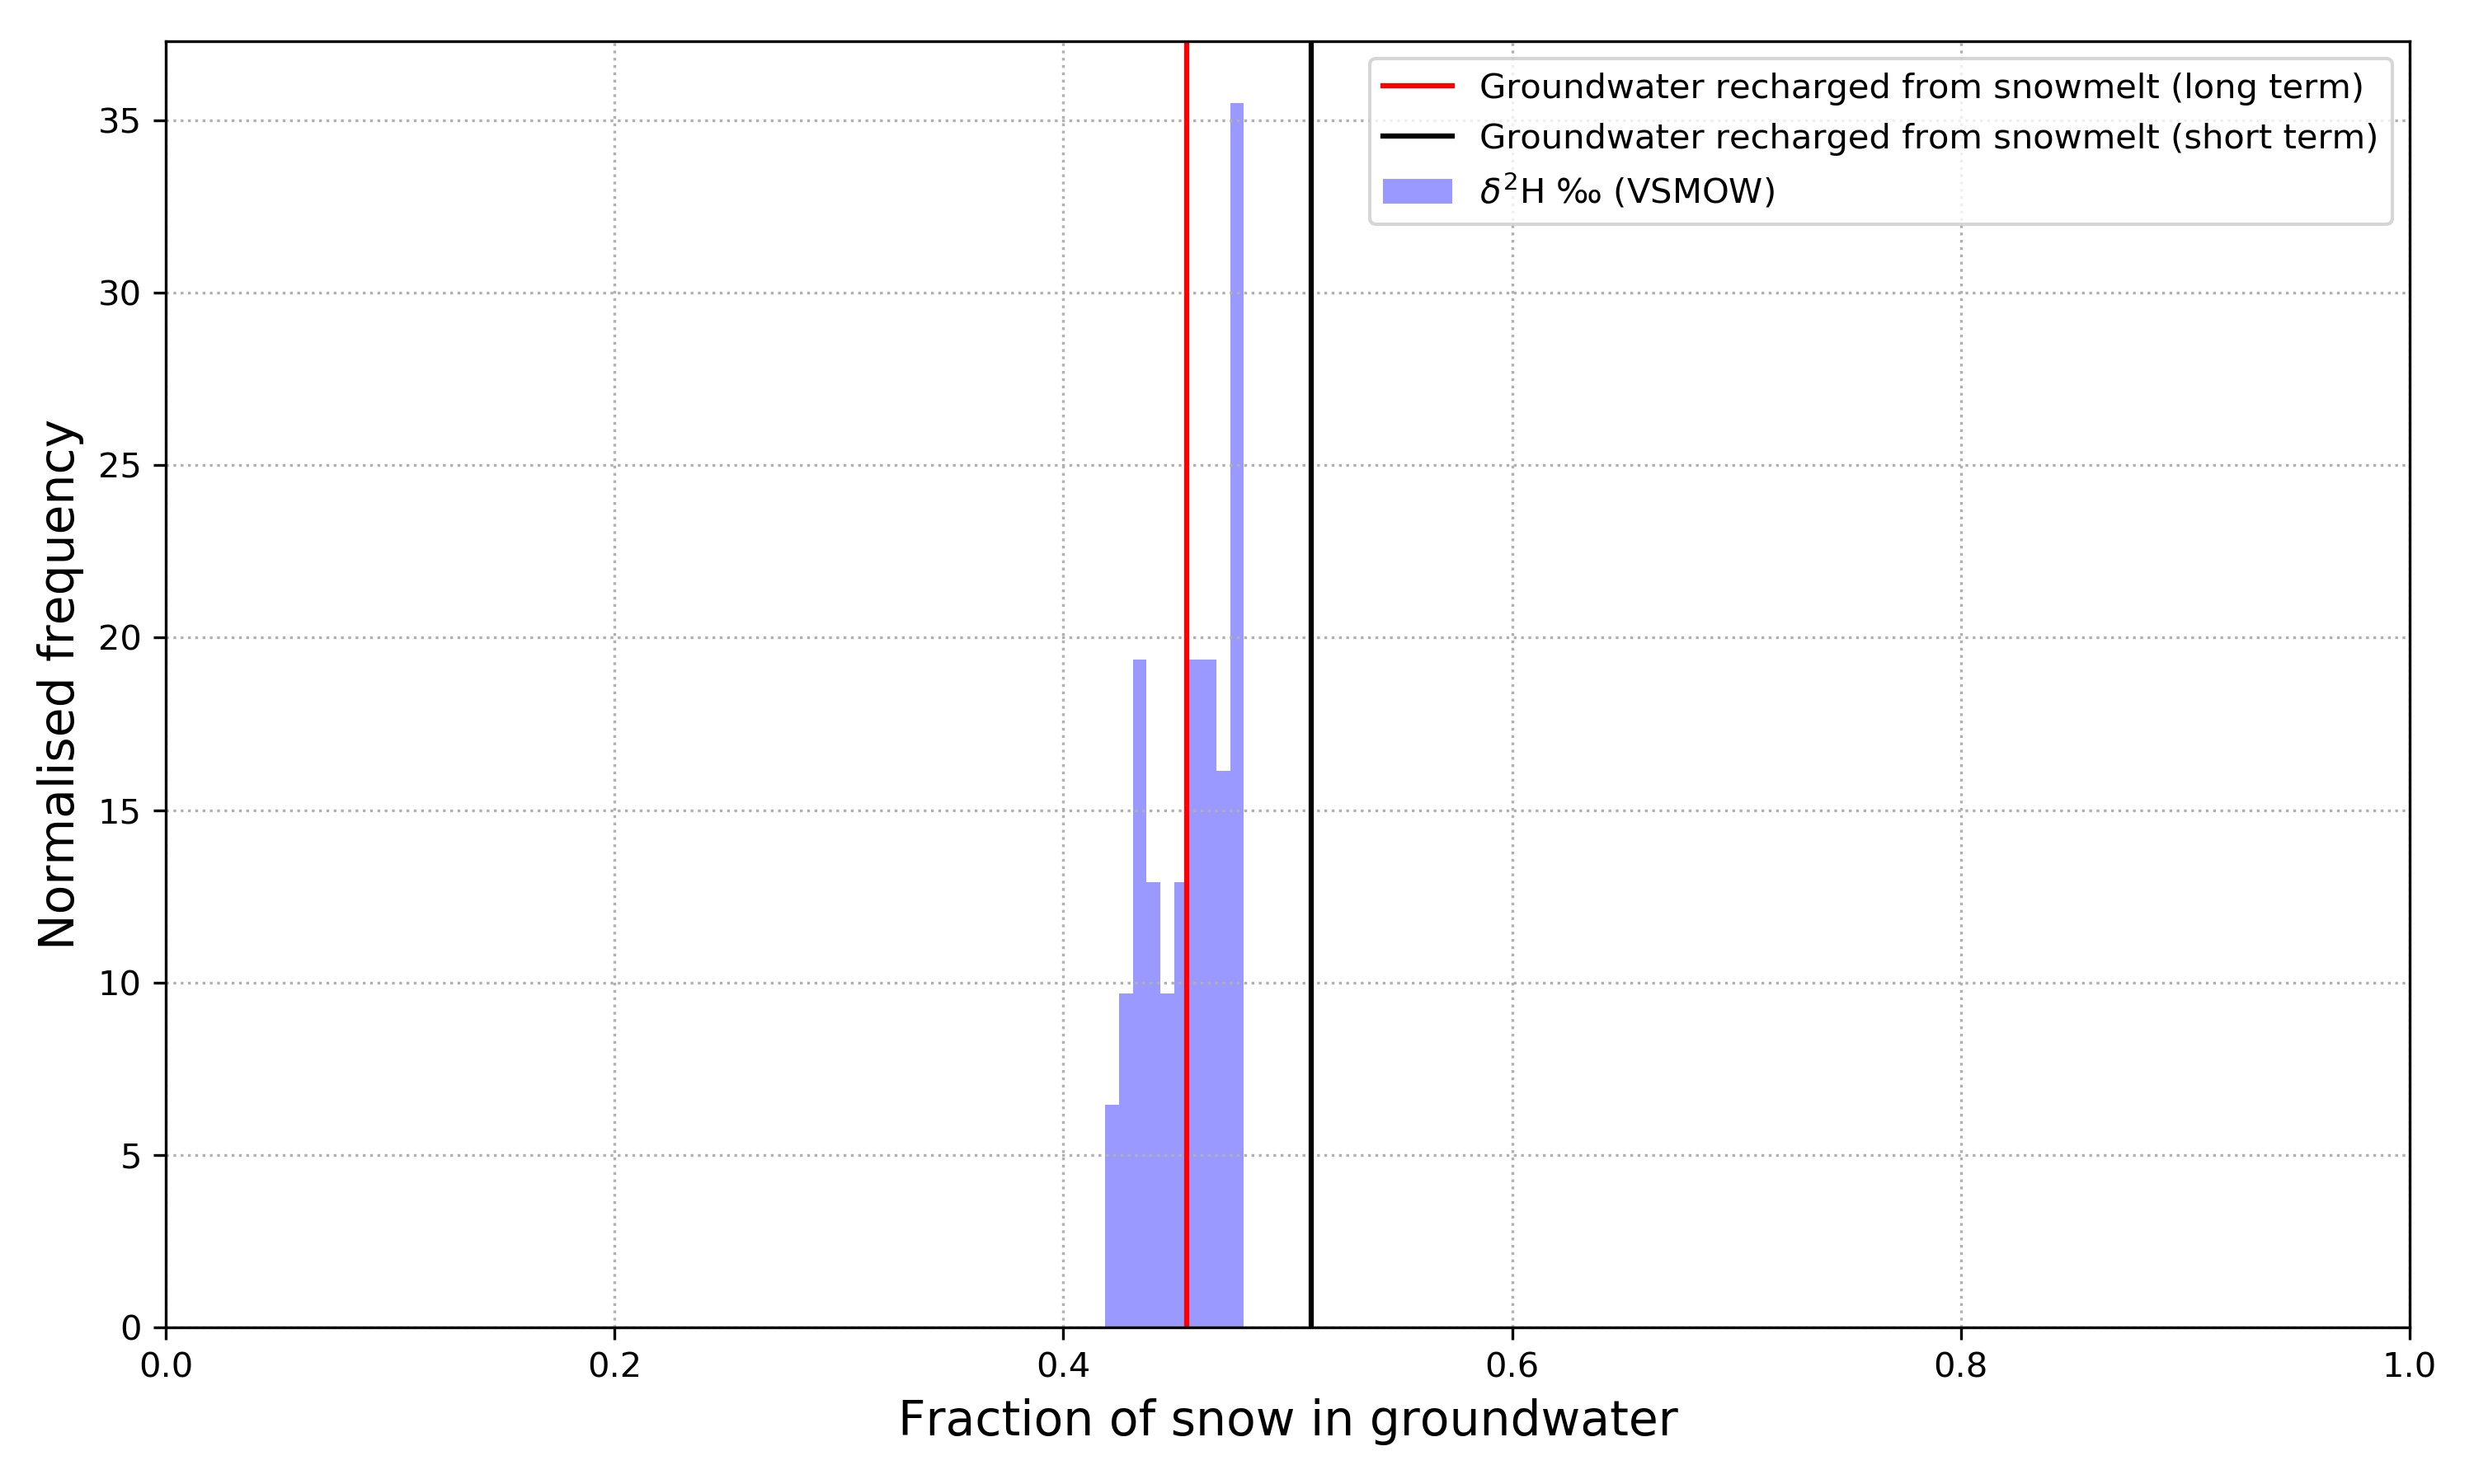 Groundwater recharged from snowmelt (long term)
Groundwater recharged from snowmelt (short term)
δ²H ‰ (VSMOW)
Normalised frequency
35
30
25
20
15
10
5
0
0.0 0.2 0.4 0.6 0.8 1.0
Fraction of snow in groundwater